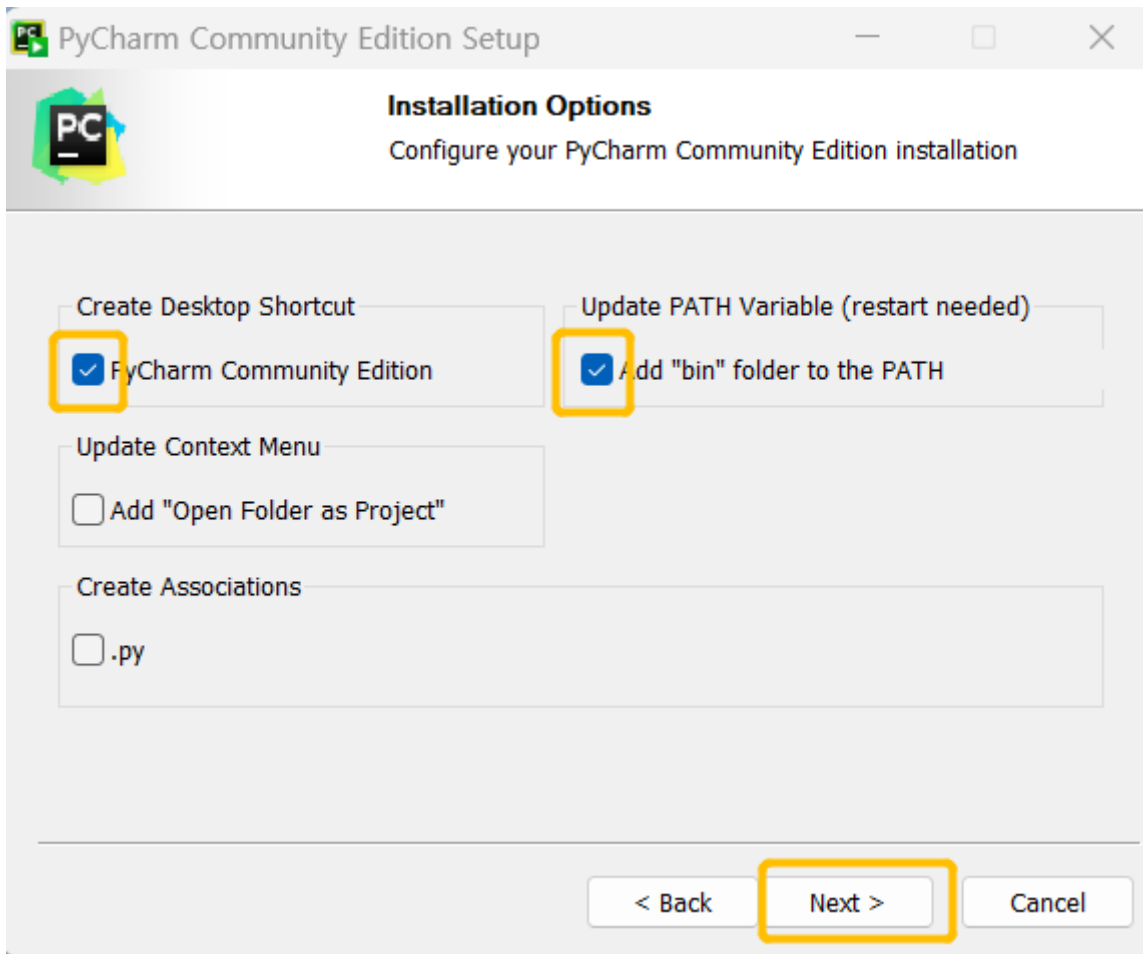 PyCharm Community Edition Setup
PC
Installation Options
Configure your PyCharm Community Edition installation
Create Desktop Shortcut
PyCharm Community Edition
Update PATH Variable (restart needed)
Add "bin" folder to the PATH
Update Context Menu
Add "Open Folder as Project"
Create Associations
.py
< Back
Next >
Cancel